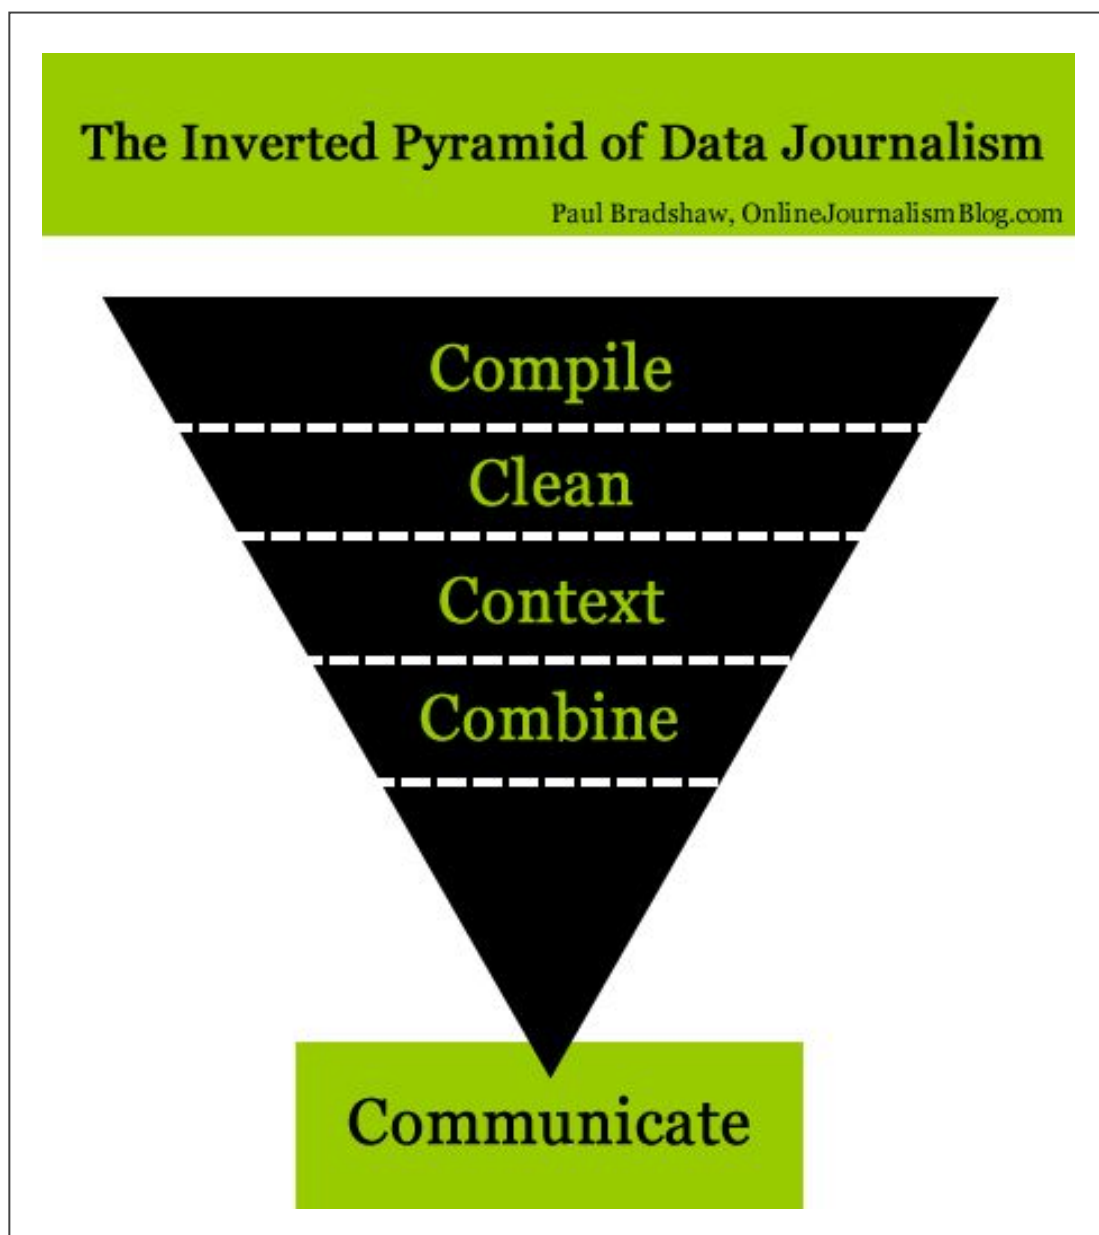 The Inverted Pyramid of Data Journalism
Paul Bradshaw, OnlineJournalismBlog.com
Compile
Clean
Context
Combine
Communicate